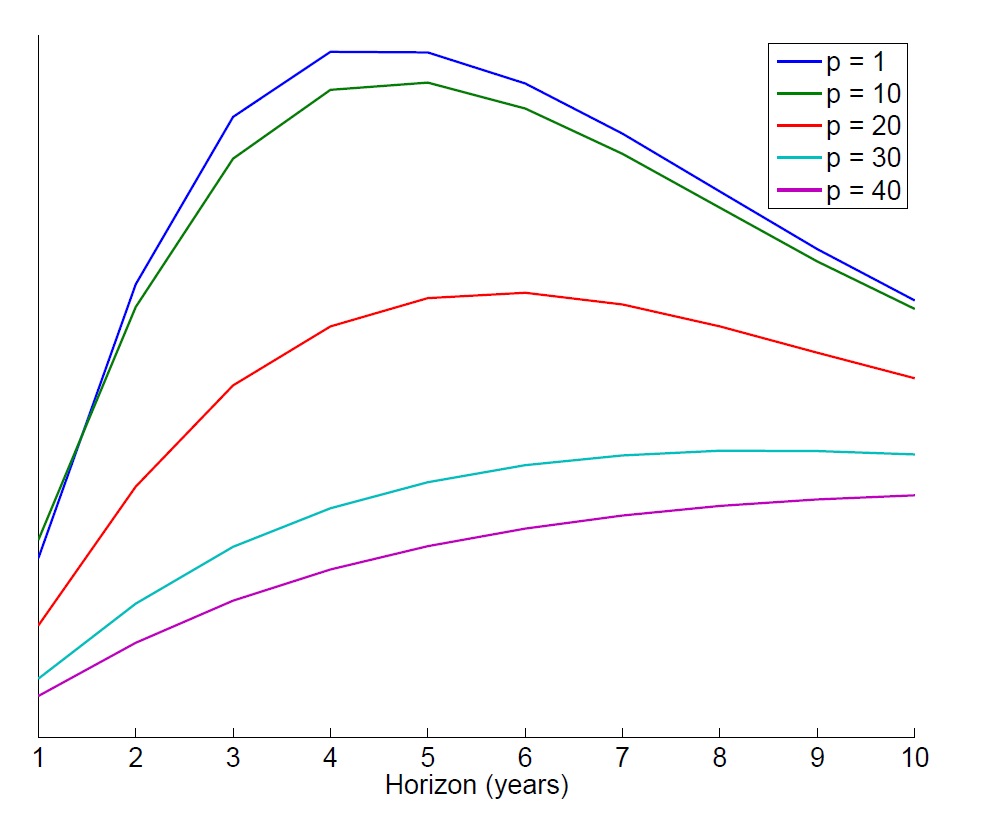 p = 1
p = 10
p = 20
p = 30
p = 40
1 2 3 4 5 6 7 8 9 10
Horizon (years)